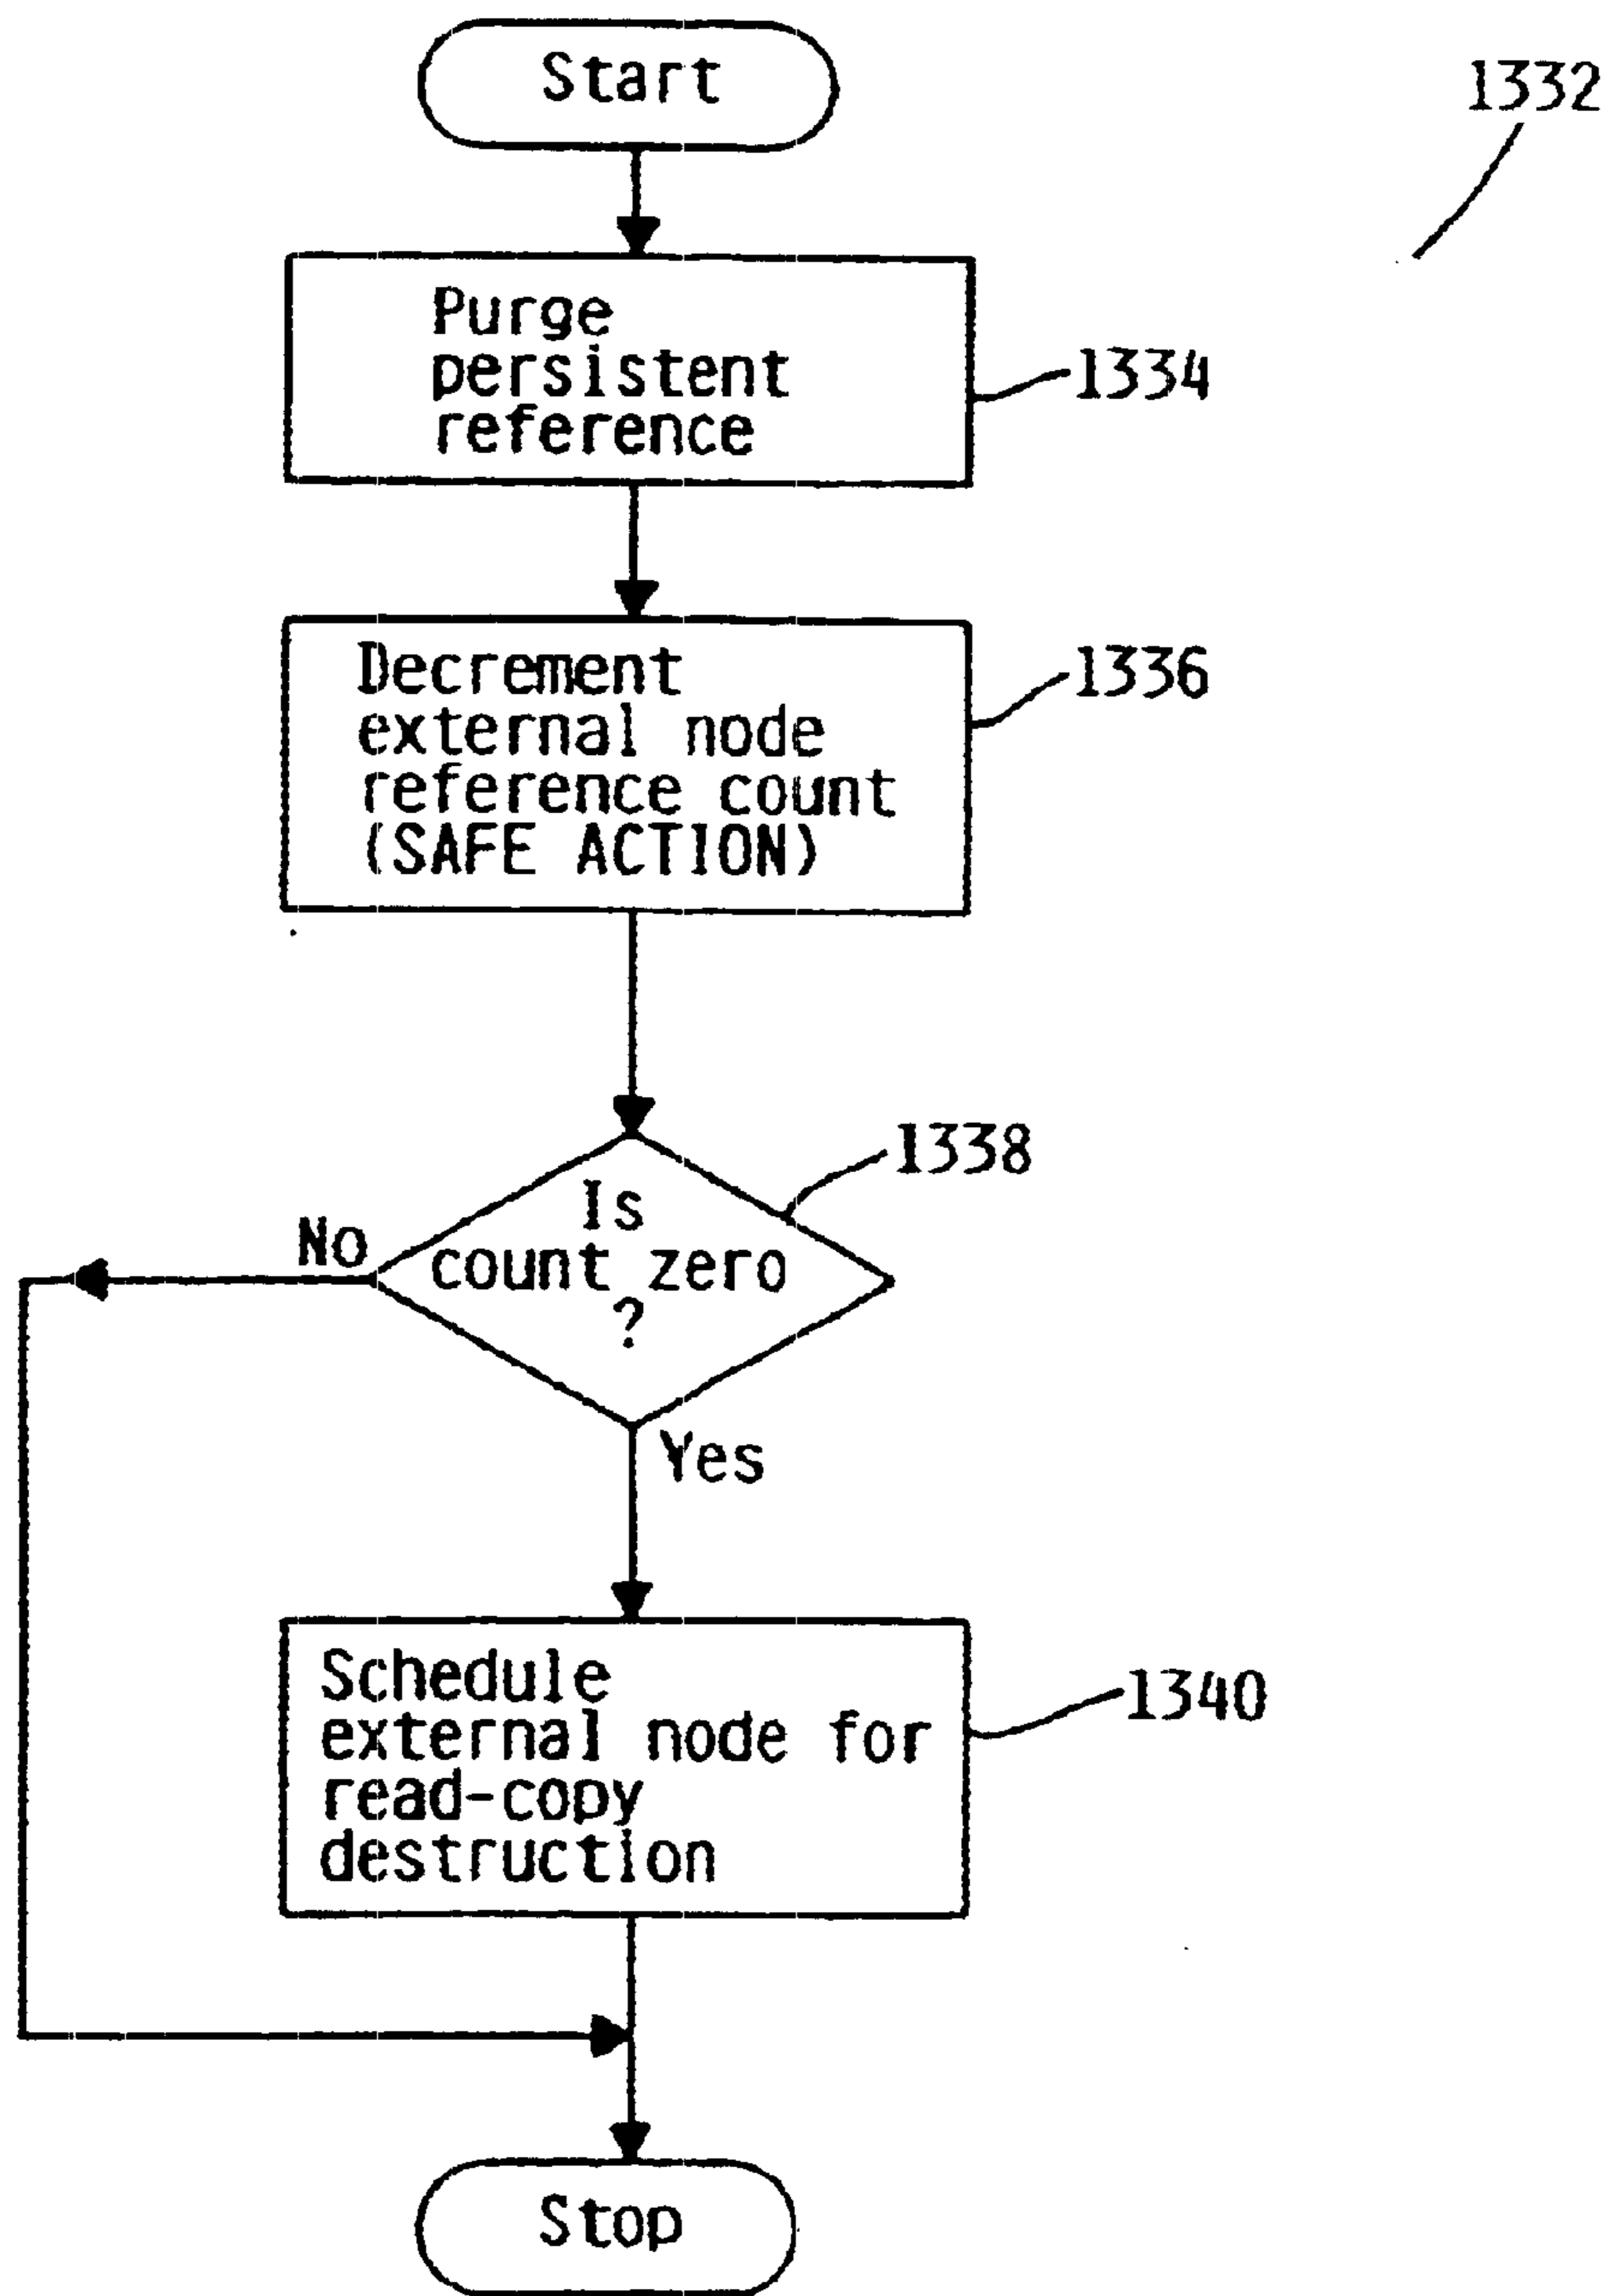 Start
1332
Purge
persistent
reference
1334
Decrement
external node
reference count
(SAFE ACTION)
1336
1338
Is
count zero
?
No
Yes
Schedule
external node for
read-copy
destruction
1340
Stop